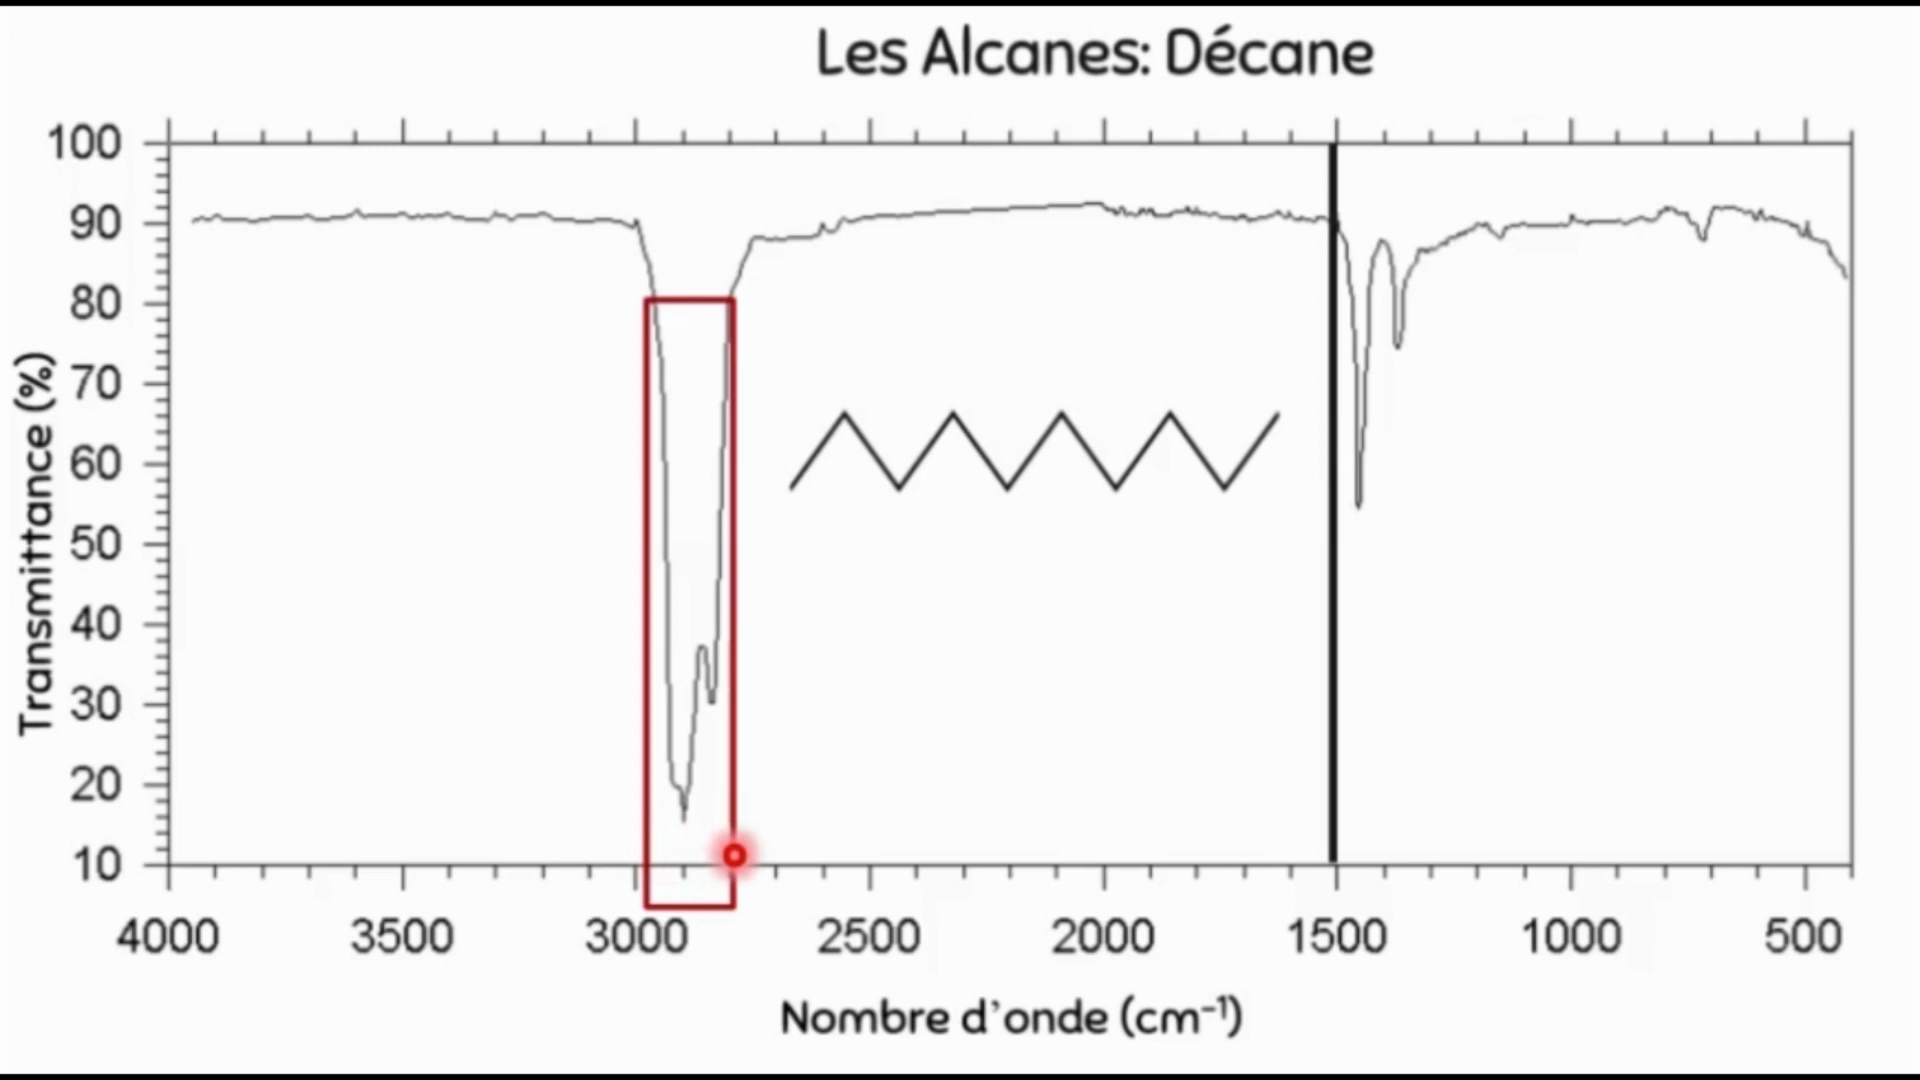 Les Alcanes: Décane
100
90
80
70
60
50
40
30
20
10
Transmittance (%)
4000 3500 3000 2500 2000 1500 1000 500
Nombre d'onde (cm⁻¹)